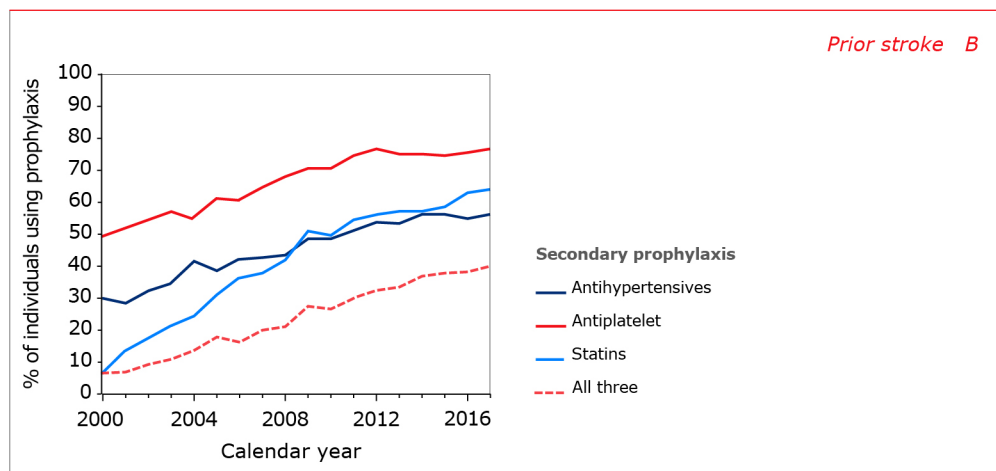 Prior stroke B
% of individuals using prophylaxis
100
90
80
70
60
50
40
30
20
10
0
2000 2004 2008 2012 2016
Calendar year
Secondary prophylaxis
Antihypertensives
Antiplatelet
Statins
All three